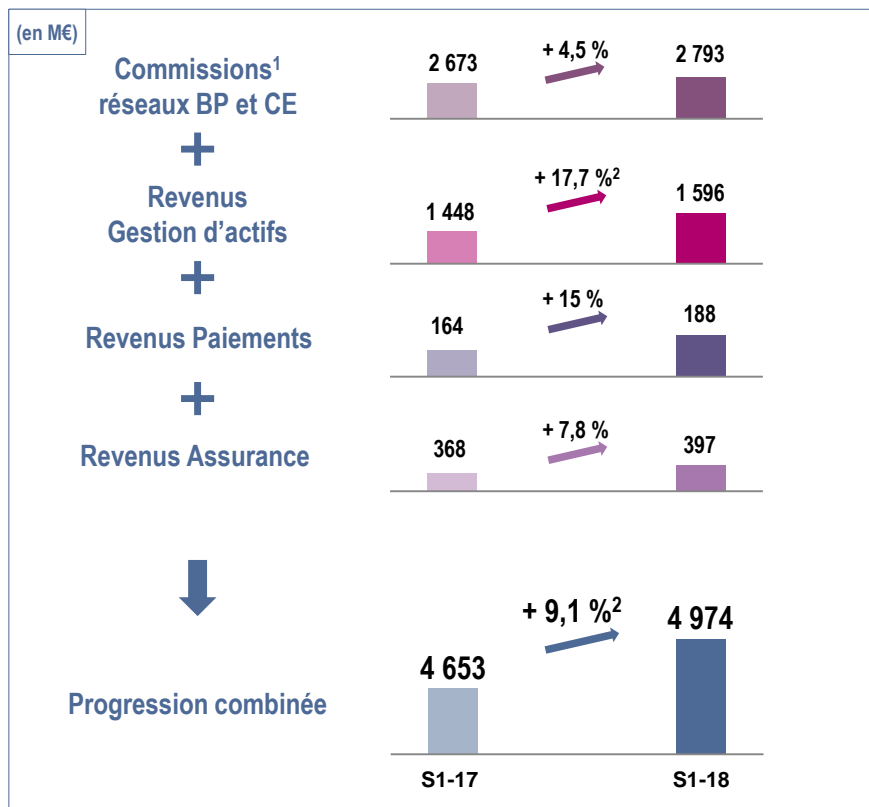 (en M€)
Commissions¹
réseaux BP et CE
2 673
+ 4,5 %
2 793
+
Revenus
Gestion d'actifs
1 448
+ 17,7 %²
1 596
+
Revenus Paiements
164
+ 15 %
188
+
Revenus Assurance
368
+ 7,8 %
397
Progression combinée
4 653
+ 9,1 %²
4 974
S1-17
S1-18